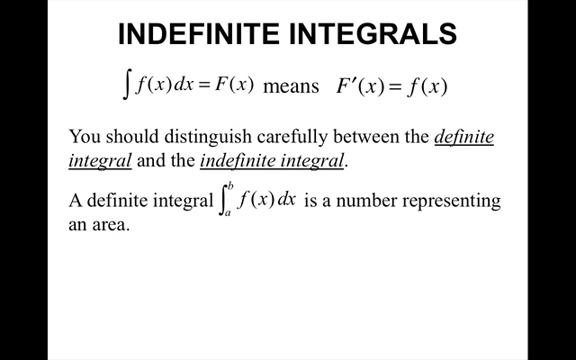 INDEFINITE INTEGRALS
∫ f(x)dx = F(x) means F′(x) = f(x)
You should distinguish carefully between the definite
integral and the indefinite integral.
A definite integral ∫ₐᵇ f(x)dx is a number representing
an area.